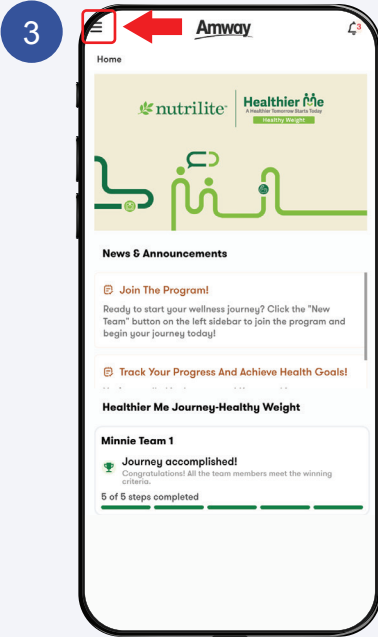 3
Amway
3
Home
nutrilite
Healthier Me
A Healthier Tomorrow Starts Today
Healthy Weight
News & Announcements
Join The Program!
Ready to start your wellness journey? Click the "New
Team" button on the left sidebar to join the program and
begin your journey today!
Track Your Progress And Achieve Health Goals!
Healthier Me Journey-Healthy Weight
Minnie Team 1
Journey accomplished!
Congratulations! All the team members meet the winning
criteria.
5 of 5 steps completed